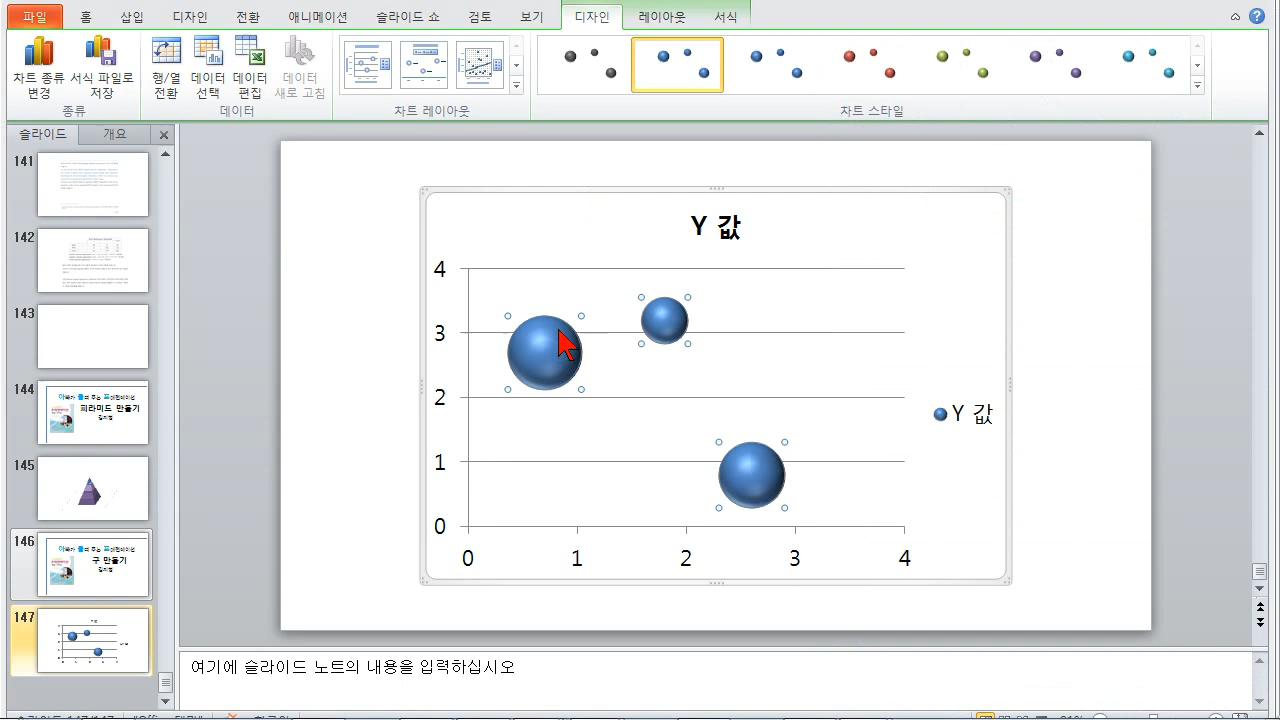 파일 홈 삽입 디자인 전환 애니메이션 슬라이드 쇼 검토 보기 디자인 레이아웃 서식
차트 종류 변경
서식 파일로 저장
행/열 전환
데이터 선택
데이터 편집
데이터 새로 고침
종류 데이터 차트 레이아웃 차트 스타일
슬라이드 개요
141
142
143
144
피라미드 만들기
145
146
구 만들기
147
Y 값
4
3
2
1
0
0 1 2 3 4
Y 값
여기에 슬라이드 노트의 내용을 입력하십시오